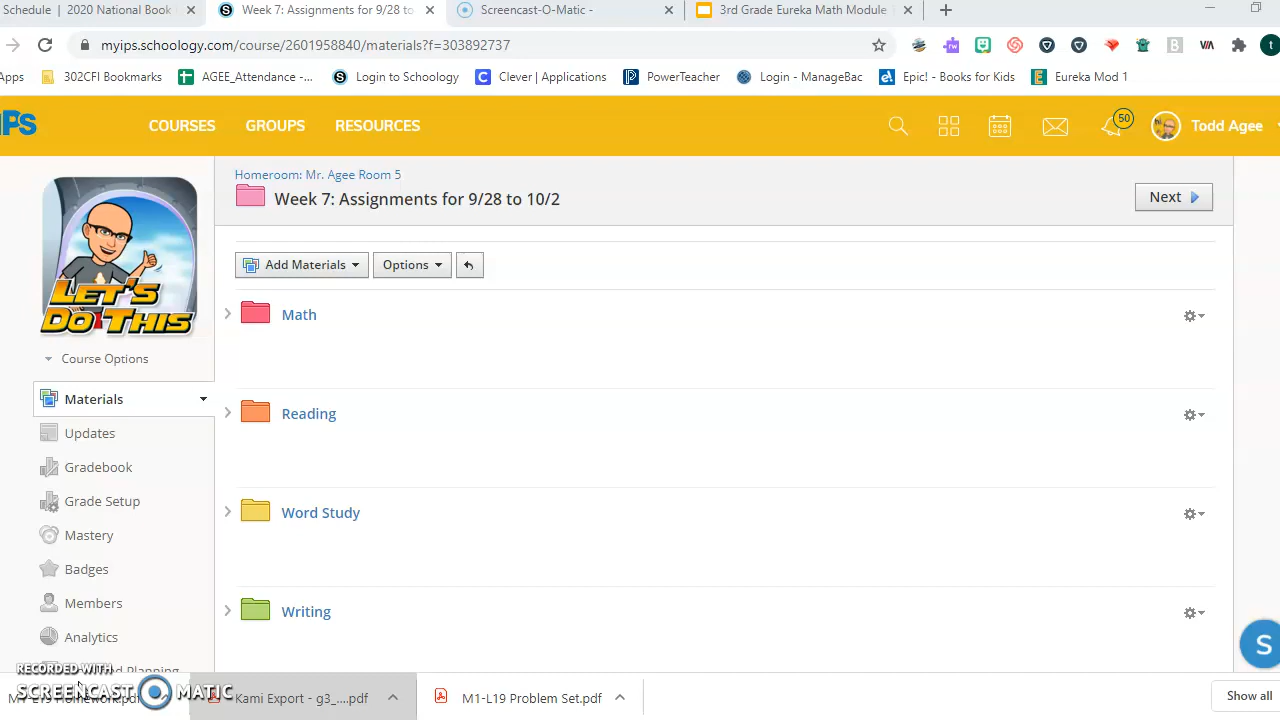 Schedule | 2020 National Book
Week 7: Assignments for 9/28 to
Screencast-O-Matic -
3rd Grade Eureka Math Module
myips.schoology.com/course/2601958840/materials?f=303892737
Apps
302CFI Bookmarks
AGEE_Attendance -...
Login to Schoology
Clever | Applications
PowerTeacher
Login - ManageBac
Epic! - Books for Kids
Eureka Mod 1
IPS
COURSES
GROUPS
RESOURCES
50
Todd Agee
Homeroom: Mr. Agee Room 5
Week 7: Assignments for 9/28 to 10/2
Next
LET'S
DO THIS
Add Materials
Options
Math
Course Options
Materials
Reading
Updates
Gradebook
Grade Setup
Word Study
Mastery
Badges
Members
Writing
Analytics
S
RECORDED WITH
SCREENCAST MATIC
M1-L19 Homework.pdf
Kami Export - g3_....pdf
M1-L19 Problem Set.pdf
Show all